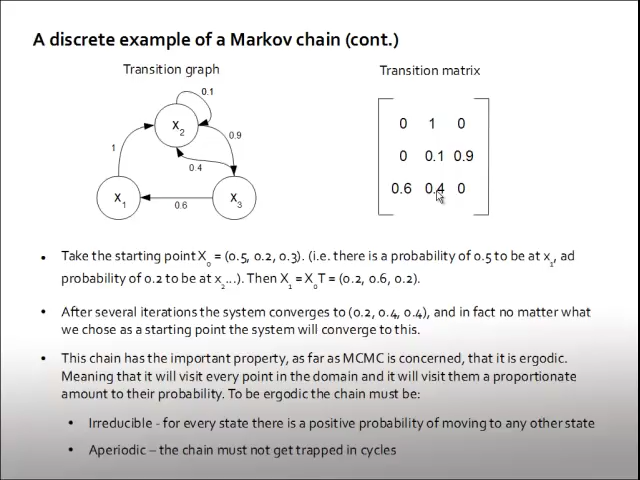 A discrete example of a Markov chain (cont.)
Transition graph
Transition matrix
0.1
X2
0.9
1
0.4
X1
0.6
X3
0 1 0
0 0.1 0.9
0.6 0.4 0
• Take the starting point X0 = (0.5, 0.2, 0.3). (i.e. there is a probability of 0.5 to be at x1, ad
probability of 0.2 to be at x2...). Then X1 = X0T = (0.2, 0.6, 0.2).
• After several iterations the system converges to (0.2, 0.4, 0.4), and in fact no matter what
we chose as a starting point the system will converge to this.
• This chain has the important property, as far as MCMC is concerned, that it is ergodic.
Meaning that it will visit every point in the domain and it will visit them a proportionate
amount to their probability. To be ergodic the chain must be:
• Irreducible - for every state there is a positive probability of moving to any other state
• Aperiodic – the chain must not get trapped in cycles